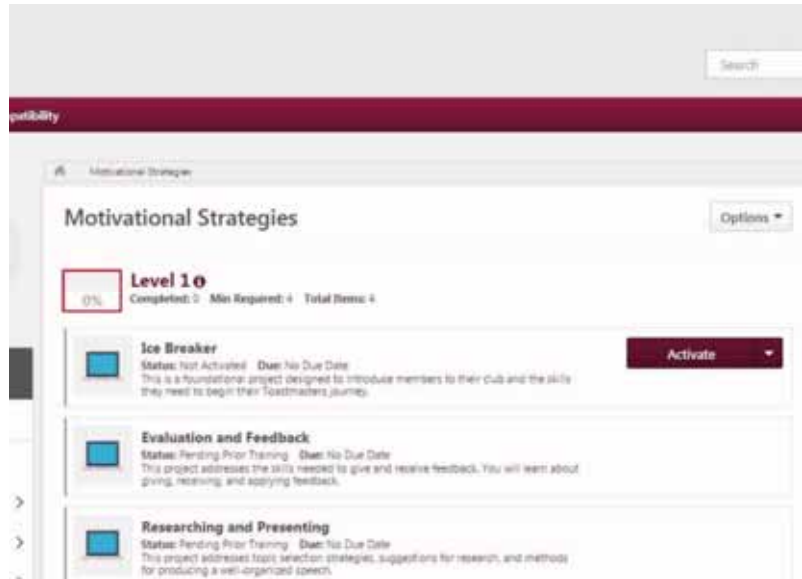 Search
patibility
Motivational Strategies
Motivational Strategies
Options
Level 1
0%
Completed: 0 Min Required: 4 Total Items: 4
Ice Breaker
Activate
Status: Not Activated Due: No Due Date
This is a foundational project designed to introduce members to their club and the skills
they need to begin their Toastmasters journey.
Evaluation and Feedback
Status: Pending Prior Training Due: No Due Date
This project addresses the skills needed to give and receive feedback. You will learn about
giving, receiving, and applying feedback.
Researching and Presenting
Status: Pending Prior Training Due: No Due Date
This project addresses topic selection strategies, suggestions for research, and methods
for producing a well-organized speech.